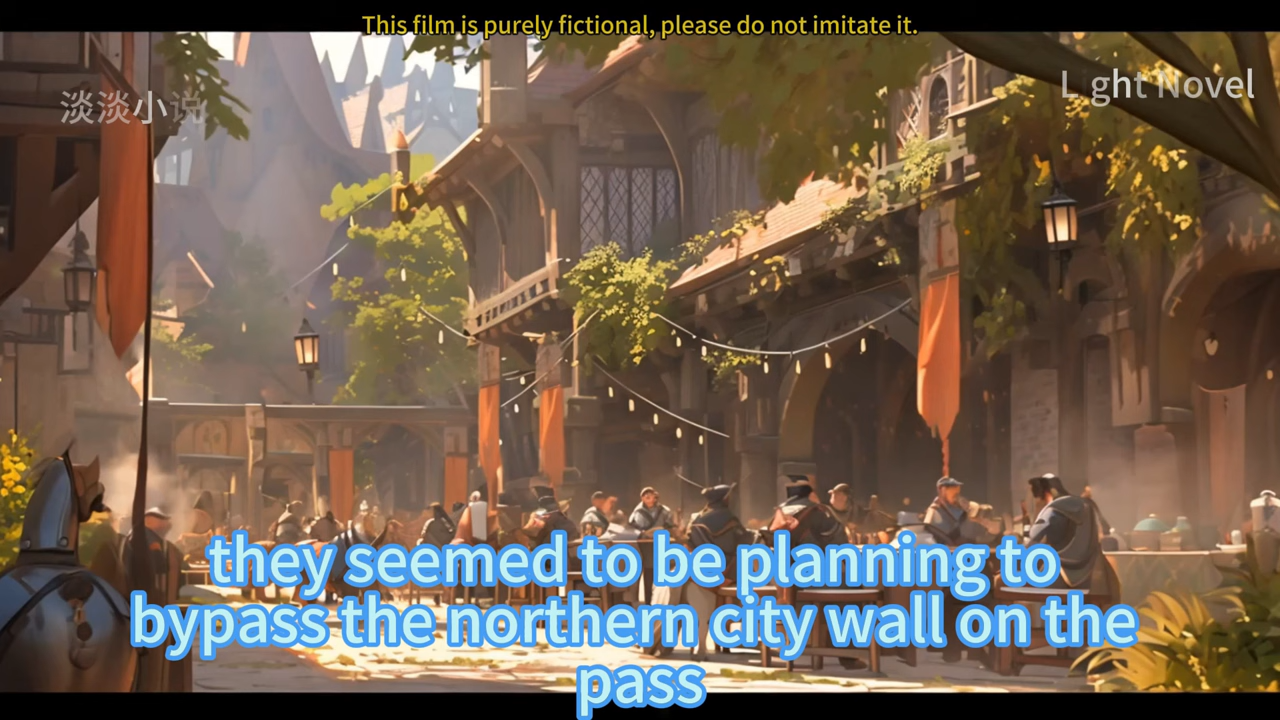 This film is purely fictional, please do not imitate it.
淡淡小说
L ght Novel
they seemed to be planning to
bypass the northern city wall on the
pass